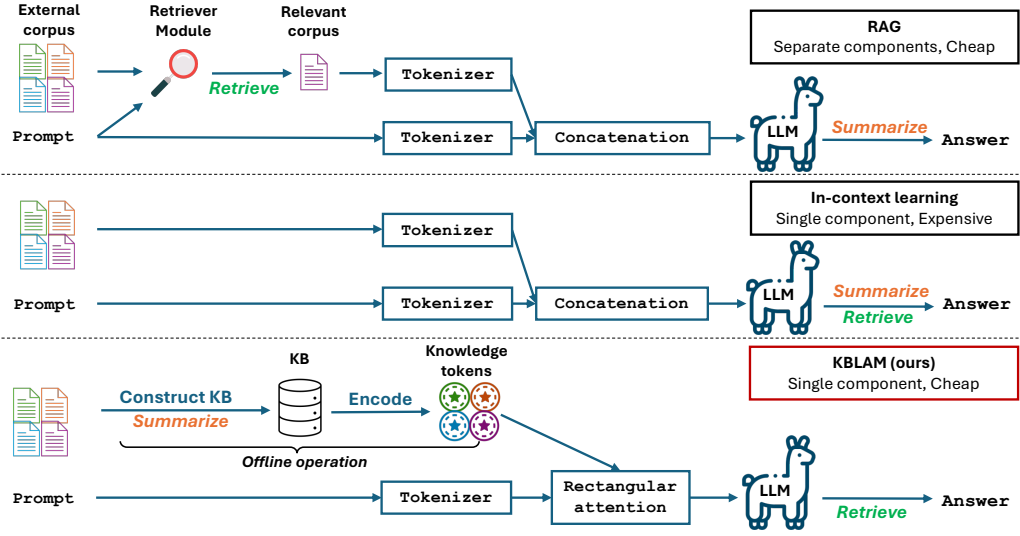 External
corpus
Retriever
Module
Relevant
corpus
RAG
Separate components, Cheap
Retrieve
Tokenizer
Prompt
Tokenizer
Concatenation
LLM
Summarize
Answer
In-context learning
Single component, Expensive
Tokenizer
Prompt
Tokenizer
Concatenation
LLM
Summarize
Retrieve
Answer
KBLAM (ours)
Single component, Cheap
Construct KB
Summarize
KB
Encode
Knowledge
tokens
Offline operation
Prompt
Tokenizer
Rectangular
attention
LLM
Retrieve
Answer